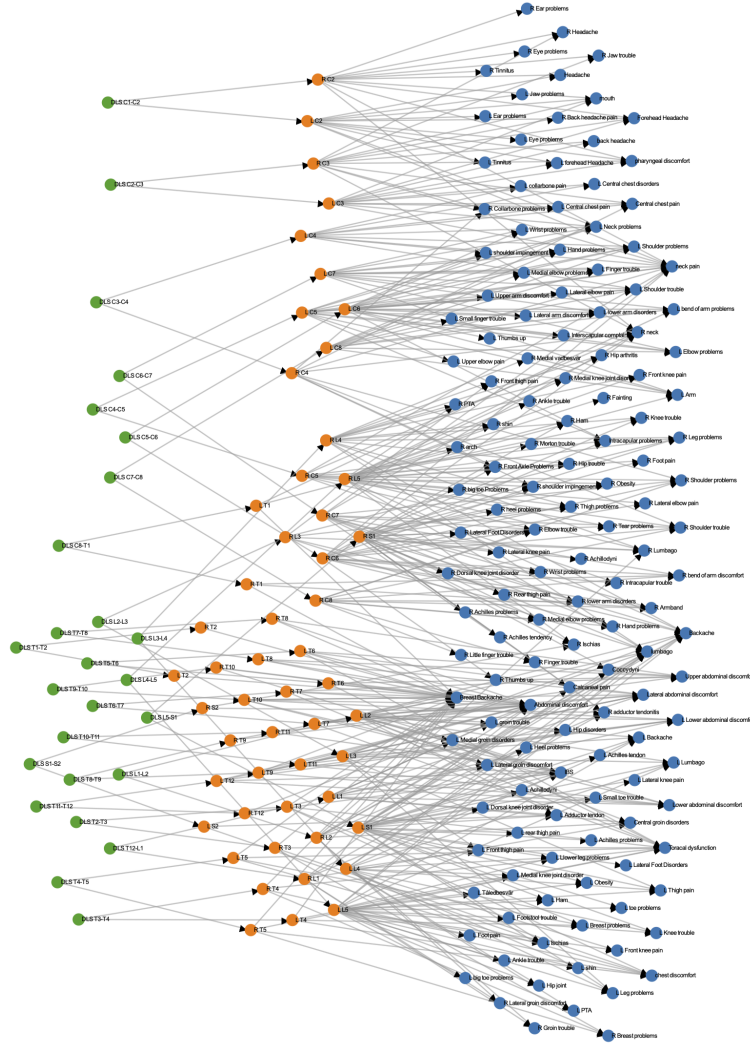 R Ear problems
R Headache
R Eye problems
R Jaw trouble
R Tinnitus
Headache
R C2
L Jaw problems
mouth
DLS C1-C2
L Ear problems
R Back headache pain
Forehead Headache
L C2
L Eye problems
back headache
R C3
L Tinnitus
L forehead Headache
pharyngeal discomfort
DLS C2-C3
L collarbone pain
L Central chest disorders
L C3
R Collarbone problems
L Central chest pain
Central chest pain
L C4
L Wrist problems
L Neck problems
L shoulder impingement
L Hand problems
L Shoulder problems
L C7
L Medial elbow problems
L Finger trouble
neck pain
DLS C3-C4
L Upper arm discomfort
L Lateral elbow pain
L Shoulder trouble
L C5
L C6
L Small finger trouble
L Lateral arm discomfort
L lower arm disorders
L bend of arm problems
L Thumbs up
L Interscapular complaints
R neck
L C8
L Upper elbow pain
R Medial vadbesvär
R Hip arthritis
L Elbow problems
DLS C6-C7
R C4
R Front thigh pain
R Medial knee joint disorder
R Front knee pain
DLS C4-C5
R PTA
R Ankle trouble
R Fainting
L Arm
DLS C5-C6
R L4
R shin
R Ham
R Knee trouble
R arch
R Morton trouble
Intracapular problems
R Leg problems
DLS C7-C8
R C5
R L5
R Front Axle Problems
R Hip trouble
R Foot pain
R big toe Problems
R shoulder impingement
R Obesity
R Shoulder problems
L T1
R C7
R heel problems
R Thigh problems
R Lateral elbow pain
R L3
R S1
R Lateral Foot Disorders
R Elbow trouble
R Tear problems
R Shoulder trouble
DLS C8-T1
R C6
R Lateral knee pain
R Achillodyni
R Lumbago
R T1
R Dorsal knee joint disorder
R Wrist problems
R Intracapular trouble
R bend of arm discomfort
R C8
R Rear thigh pain
R lower arm disorders
R Armband
DLS L2-L3
R T8
R Achilles problems
R Medial elbow problems
R Hand problems
DLS T7-T8
R T2
R Achilles tendency
R Ischias
Backache
DLS T1-T2
DLS L3-L4
L T6
R Little finger trouble
R Finger trouble
lumbago
DLS T5-T6
L T8
R T10
Coccydyni
DLS L4-L5
L T2
R Thumbs up
Calcaneal pain
Upper abdominal discomfort
DLS T9-T10
R T7
R T6
Breast Backache
Lateral abdominal discomfort
DLS T6-T7
R S2
L T10
Abdominal discomfort
R adductor tendonitis
DLS L5-S1
L T7
L L2
L groin trouble
L Hip disorders
L Lower abdominal discomfort
DLS T10-T11
R T9
R T11
L Medial groin disorders
L Heel problems
L Backache
DLS S1-S2
L T11
L L3
L Lateral groin discomfort
IBS
L Achilles tendon
L Lumbago
DLS T8-T9
DLS L1-L2
L T12
L T9
L Achillodyni
L Small toe trouble
L Lateral knee pain
DLS T11-T12
R T12
L T3
L L1
L Dorsal knee joint disorder
L Adductor tendon
Lower abdominal discomfort
DLS T2-T3
L S2
R L2
L S1
L rear thigh pain
L Achilles problems
Central groin disorders
DLS T12-L1
L T5
R T3
L Front thigh pain
L Lower leg problems
Toracal dysfunction
L Lateral Foot Disorders
DLS T4-T5
R T4
R L1
L L4
L Medial knee joint disorder
L Obesity
L Thigh pain
L Tåledbesvär
L Ham
L toe problems
DLS T3-T4
R T5
L T4
L L5
L Footstool trouble
L Breast problems
L Knee trouble
L Foot pain
L Ischias
L Front knee pain
L Ankle trouble
L shin
chest discomfort
L big toe problems
L Hip joint
L Leg problems
R Lateral groin discomfort
L PTA
R Groin trouble
R Breast problems